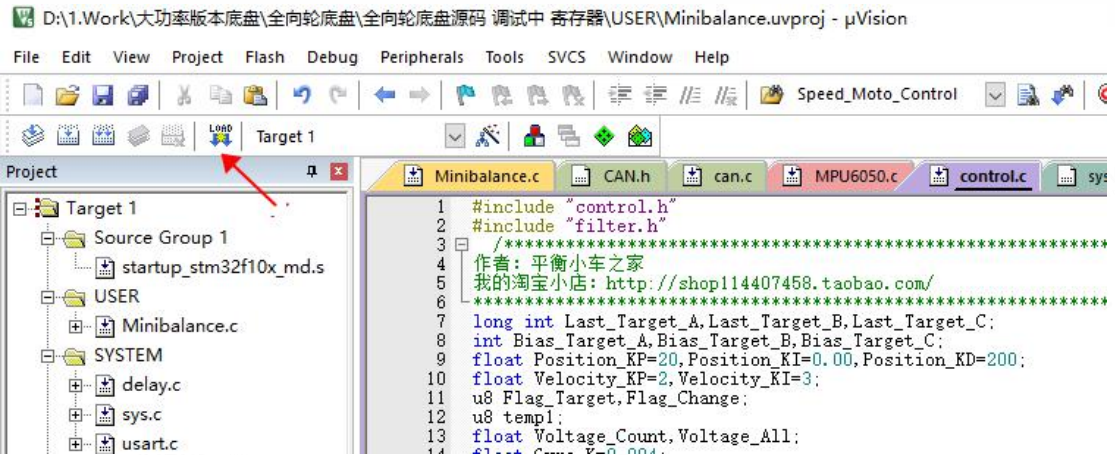 D:\1.Work\大功率版本底盘\全向轮底盘\全向轮底盘源码 调试中 寄存器\USER\Minibalance.uvproj - µVision
File Edit View Project Flash Debug Peripherals Tools SVCS Window Help
Speed_Moto_Control
LOAD Target 1
Project
Minibalance.c CAN.h can.c MPU6050.c control.c sys
Target 1
Source Group 1
startup_stm32f10x_md.s
USER
Minibalance.c
SYSTEM
delay.c
sys.c
usart.c
1 #include "control.h"
2 #include "filter.h"
3 /**************************************************************
4 作者：平衡小车之家
5 我的淘宝小店：http://shop114407458.taobao.com/
6 **************************************************************
7 long int Last_Target_A,Last_Target_B,Last_Target_C;
8 int Bias_Target_A,Bias_Target_B,Bias_Target_C;
9 float Position_KP=20,Position_KI=0.00,Position_KD=200;
10 float Velocity_KP=2,Velocity_KI=3;
11 u8 Flag_Target,Flag_Change;
12 u8 temp1;
13 float Voltage_Count,Voltage_All;